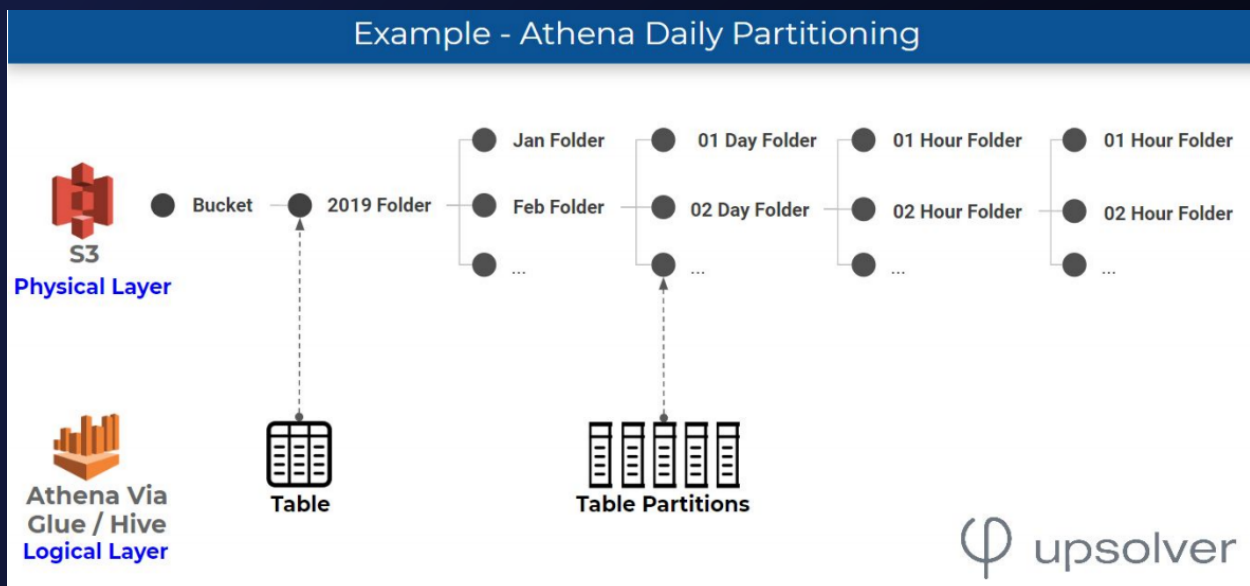 Example - Athena Daily Partitioning
Jan Folder
01 Day Folder
01 Hour Folder
01 Hour Folder
Bucket
2019 Folder
Feb Folder
02 Day Folder
02 Hour Folder
02 Hour Folder
...
...
...
...
S3
Physical Layer
Athena Via
Glue / Hive
Logical Layer
Table
Table Partitions
upsolver